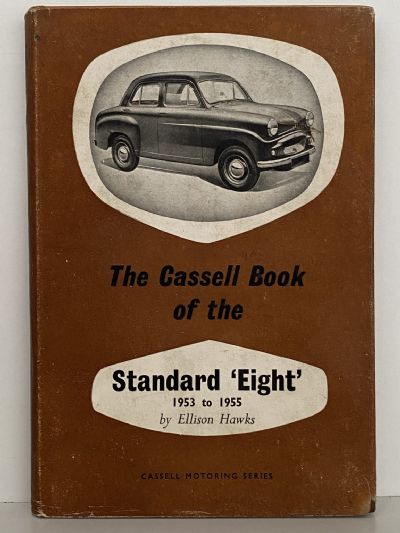 The Cassell Book
of the
Standard 'Eight'
1953 to 1955
by Ellison Hawks
CASSELL MOTORING SERIES